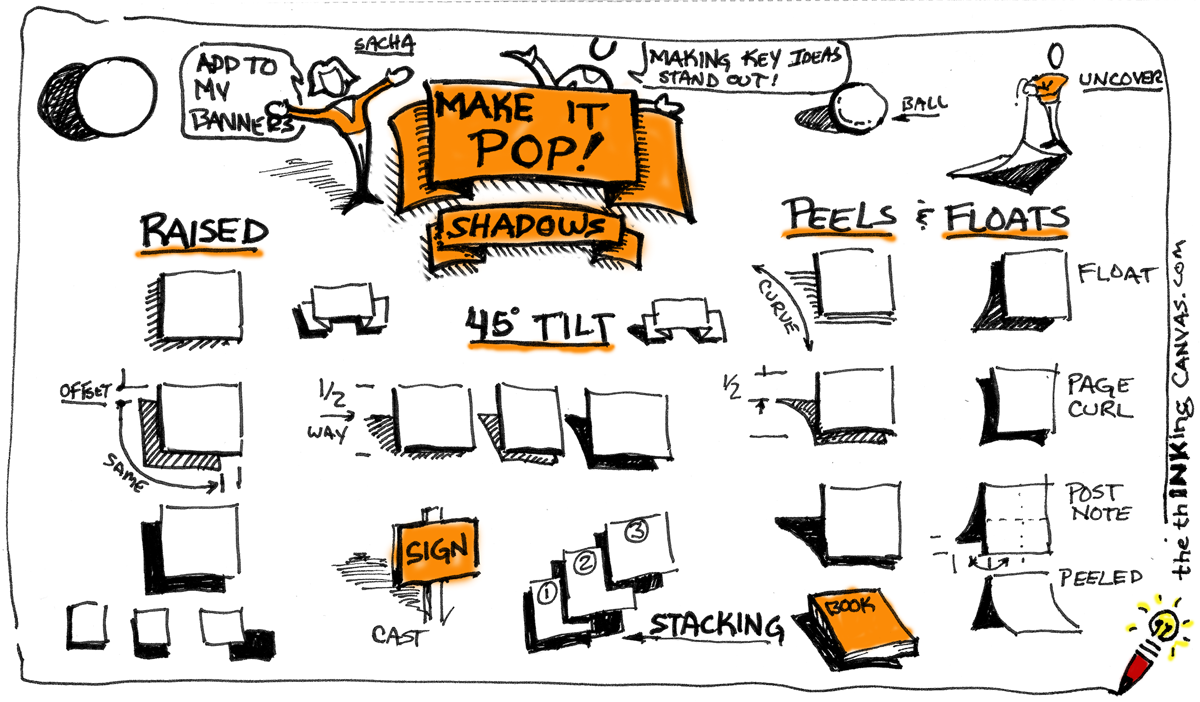 SACHA
ADD TO
MY
BANNERS
MAKE IT
POP!
SHADOWS
MAKING KEY IDEAS
STAND OUT!
BALL
UNCOVER
RAISED
OFFSET
SAME
45° TILT
1/2
WAY
SIGN
CAST
1
2
3
STACKING
PEELS & FLOATS
CURVE
FLOAT
1/2
PAGE
CURL
POST
NOTE
PEELED
BOOK
the thINKing CANVAS.com